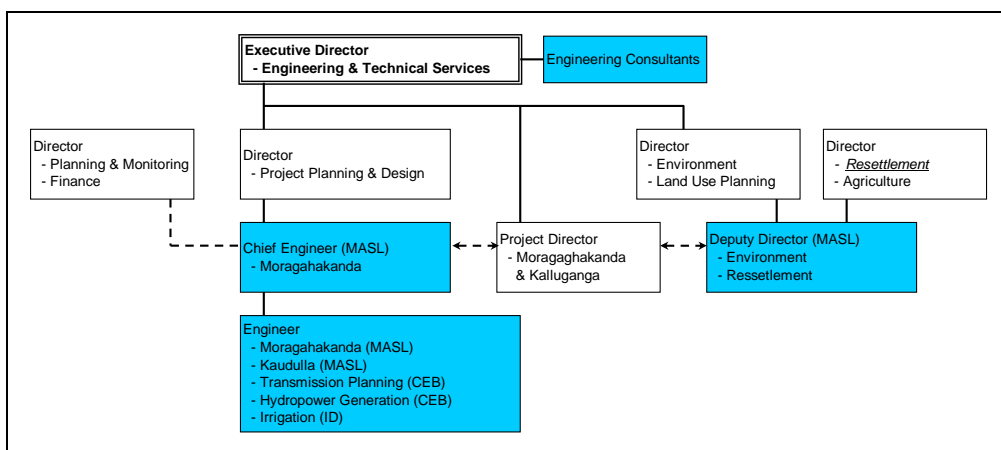 Executive Director
- Engineering & Technical Services
Engineering Consultants
Director
- Planning & Monitoring
- Finance
Director
- Project Planning & Design
Director
- Environment
- Land Use Planning
Director
- Resettlement
- Agriculture
Chief Engineer (MASL)
- Moragahakanda
Project Director
- Moragaghakanda
& Kalluganga
Deputy Director (MASL)
- Environment
- Ressetlement
Engineer
- Moragahakanda (MASL)
- Kaudulla (MASL)
- Transmission Planning (CEB)
- Hydropower Generation (CEB)
- Irrigation (ID)